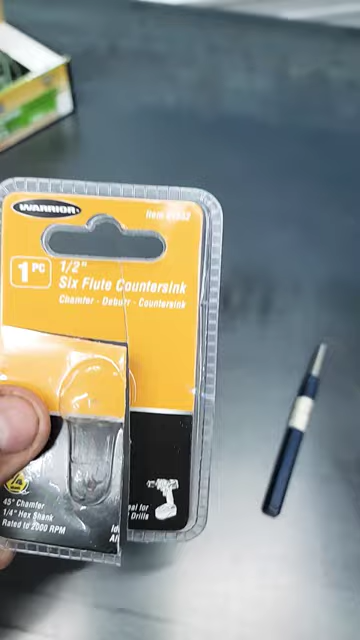 WARRIOR
Item
1 PC
1/2"
Six Flute Countersink
Chamfer - Deburr - Countersink
45° Chamfer
1/4" Hex Shank
Rated to 2000 RPM
for
Drills